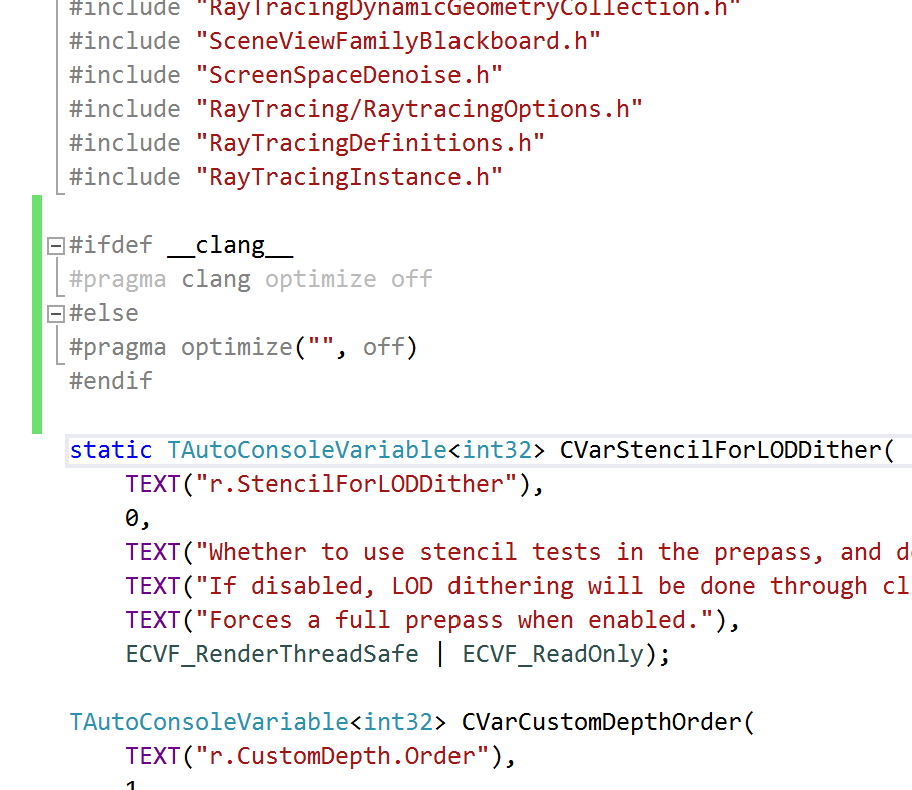 #include "RayTracingDynamicGeometryCollection.h"
#include "SceneViewFamilyBlackboard.h"
#include "ScreenSpaceDenoise.h"
#include "RayTracing/RaytracingOptions.h"
#include "RayTracingDefinitions.h"
#include "RayTracingInstance.h"
#ifdef __clang__
#pragma clang optimize off
#else
#pragma optimize("", off)
#endif
static TAutoConsoleVariable<int32> CVarStencilForLODDither(
TEXT("r.StencilForLODDither"),
0,
TEXT("Whether to use stencil tests in the prepass, and
TEXT("If disabled, LOD dithering will be done through
TEXT("Forces a full prepass when enabled."),
ECVF_RenderThreadSafe | ECVF_ReadOnly);
TAutoConsoleVariable<int32> CVarCustomDepthOrder(
TEXT("r.CustomDepth.Order"),